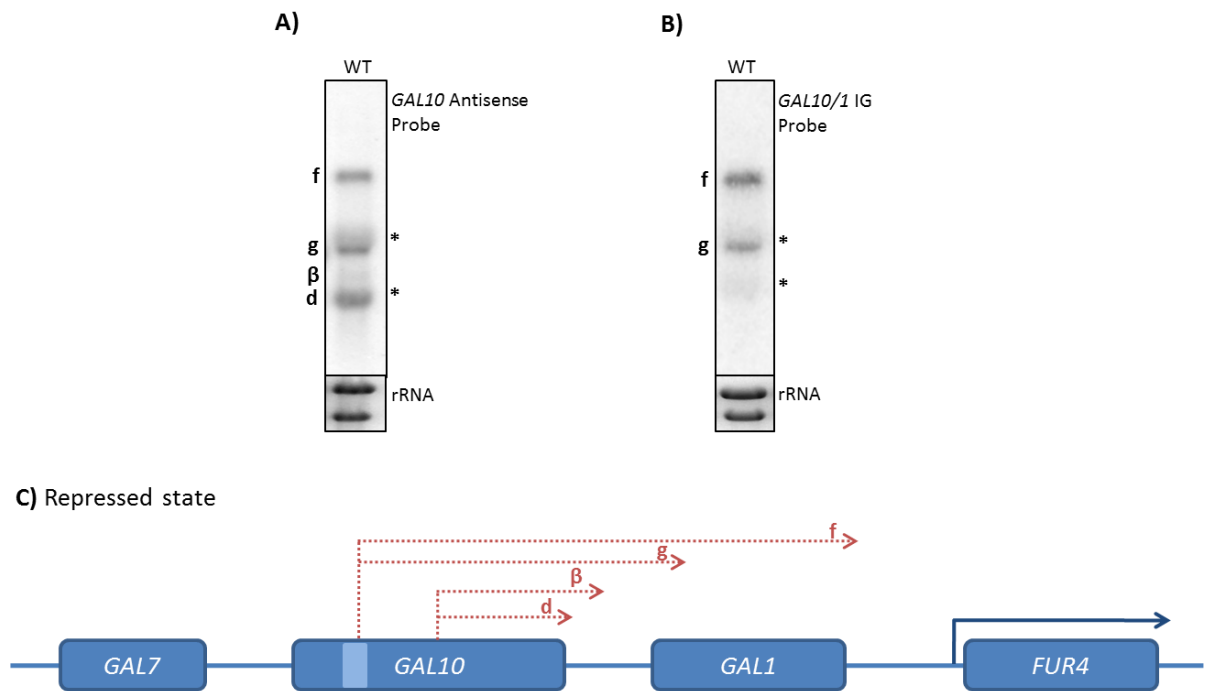 A)
B)
WT
WT
GAL10 Antisense
Probe
GAL10/1 IG
Probe
f
f
g
*
g
*
β
d
*
*
rRNA
rRNA
C) Repressed state
f
g
β
d
GAL7
GAL10
GAL1
FUR4